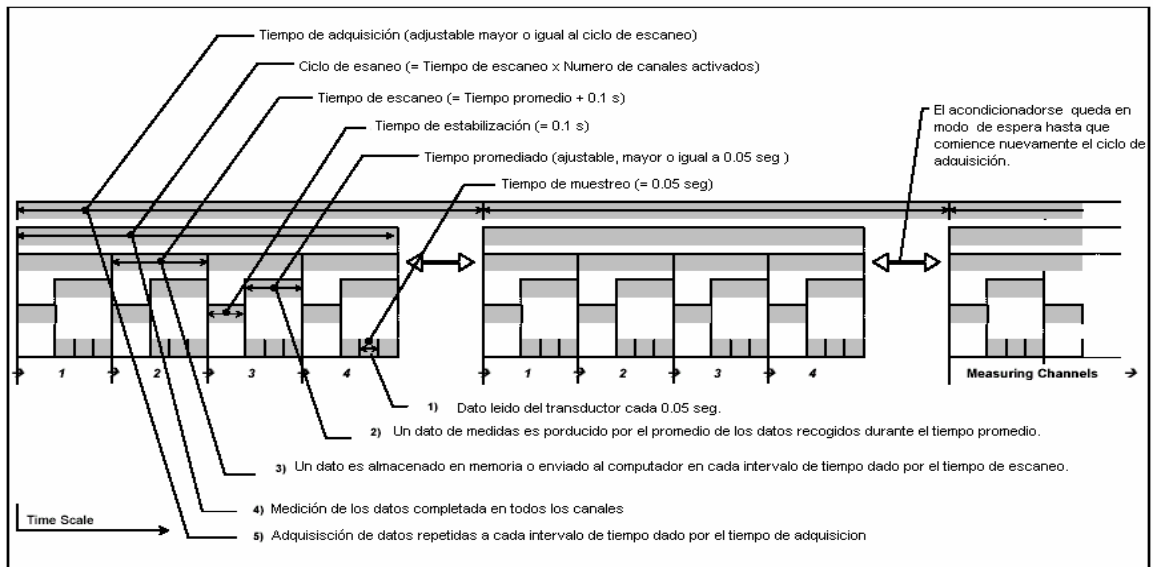 Tiempo de adquisición (adjustable mayor o igual al ciclo de escaneo)
Ciclo de esaneo (= Tiempo de escaneo x Numero de canales activados)
Tiempo de escaneo (= Tiempo promedio + 0.1 s)
Tiempo de estabilización (= 0.1 s)
Tiempo promediado (ajustable, mayor o igual a 0.05 seg )
Tiempo de muestreo (= 0.05 seg)
El acondicionadorse queda en
modo de espera hasta que
comience nuevamente el ciclo de
adquisición.
1 2 3 4 1 2 3 4 Measuring Channels
1) Dato leido del transductor cada 0.05 seg.
2) Un dato de medidas es porducido por el promedio de los datos recogidos durante el tiempo promedio.
3) Un dato es almacenado en memoria o enviado al computador en cada intervalo de tiempo dado por el tiempo de escaneo.
4) Medición de los datos completada en todos los canales
5) Adquisisción de datos repetidas a cada intervalo de tiempo dado por el tiempo de adquisicion
Time Scale